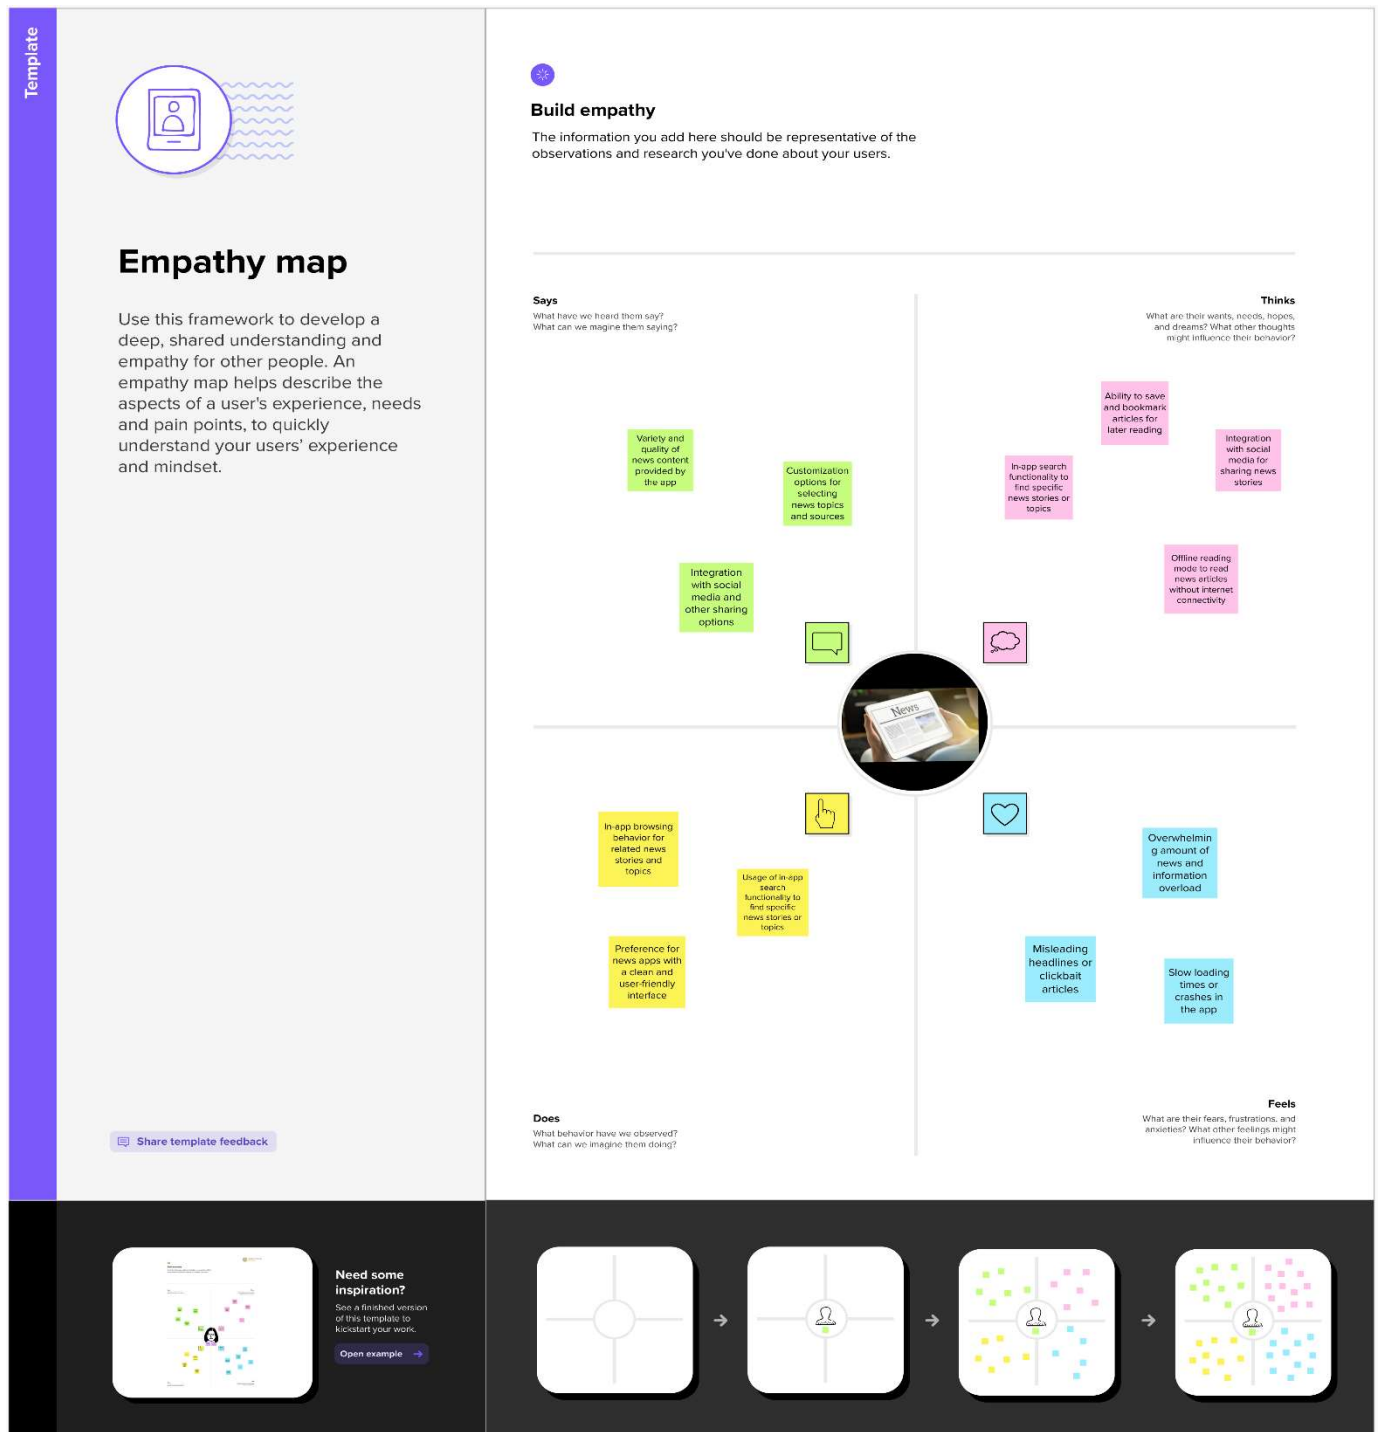 Template
Empathy map
Use this framework to develop a
deep, shared understanding and
empathy for other people. An
empathy map helps describe the
aspects of a user's experience, needs
and pain points, to quickly
understand your users' experience
and mindset.
Share template feedback
Build empathy
The information you add here should be representative of the
observations and research you've done about your users.
Says
What have we heard them say?
What can we magine them saying?
Variety and
quality of
news content
provided by
the app
Customization
options for
selecting
news topics
and sources
Integration
with social
media and
other sharing
options
Thinks
What are their wants, needs, hopes,
and dreams? What other thoughts
might influence their behavior?
Ability to save
and bookmark
articles for
later reading
Integration
with social
media for
sharing news
stories
In-app search
functionality to
find specific
news stories or
topics
Offline reading
mode to read
news articles
without internet
connectivity
News
In-app browsing
behavior for
related news
stories and
topics
Usage of in-app
search
functionality to
find specific
news stories or
topics
Preference for
news apps with
a clean and
user-friendly
interface
Does
What behavior have we observed?
What can we imagine them doing?
Overwhelmin
g amount of
news and
information
overload
Misleading
headlines or
clickbait
articles
Slow loading
times or
crashes in
the app
Feels
What are their fears, frustrations, and
anxieties? What other feelings might
influence their behavior?
Need some
inspiration?
See a finished version
of this template to
kickstart your work.
Open example